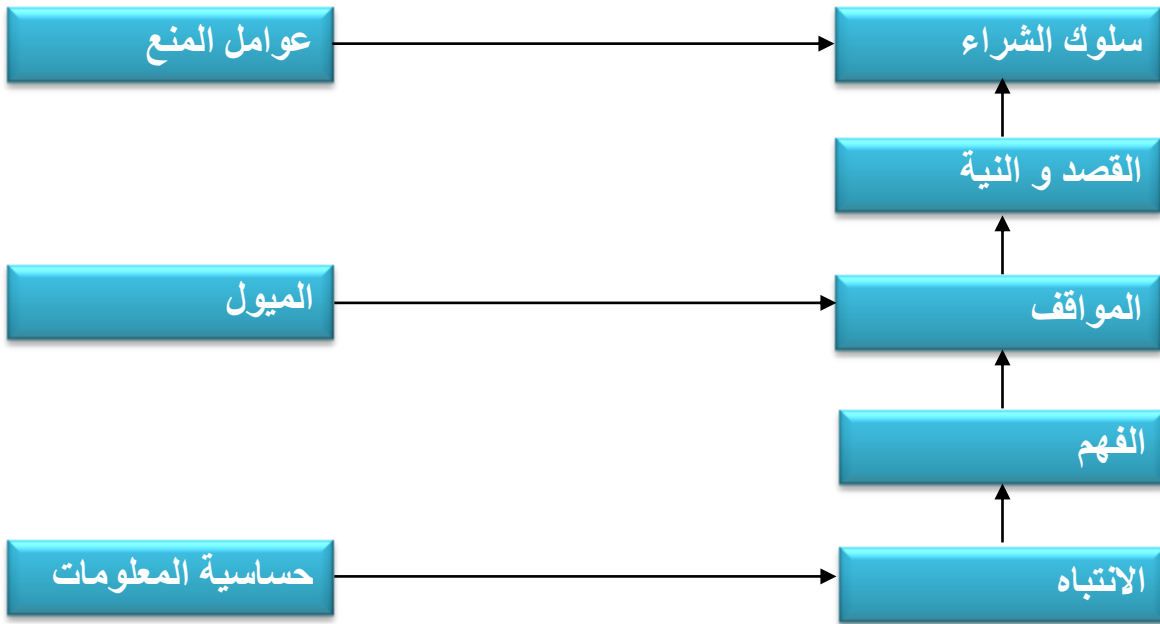 سلوك الشراء
عوامل المنع
القصد و النية
المواقف
الميول
الفهم
الانتباه
حساسية المعلومات